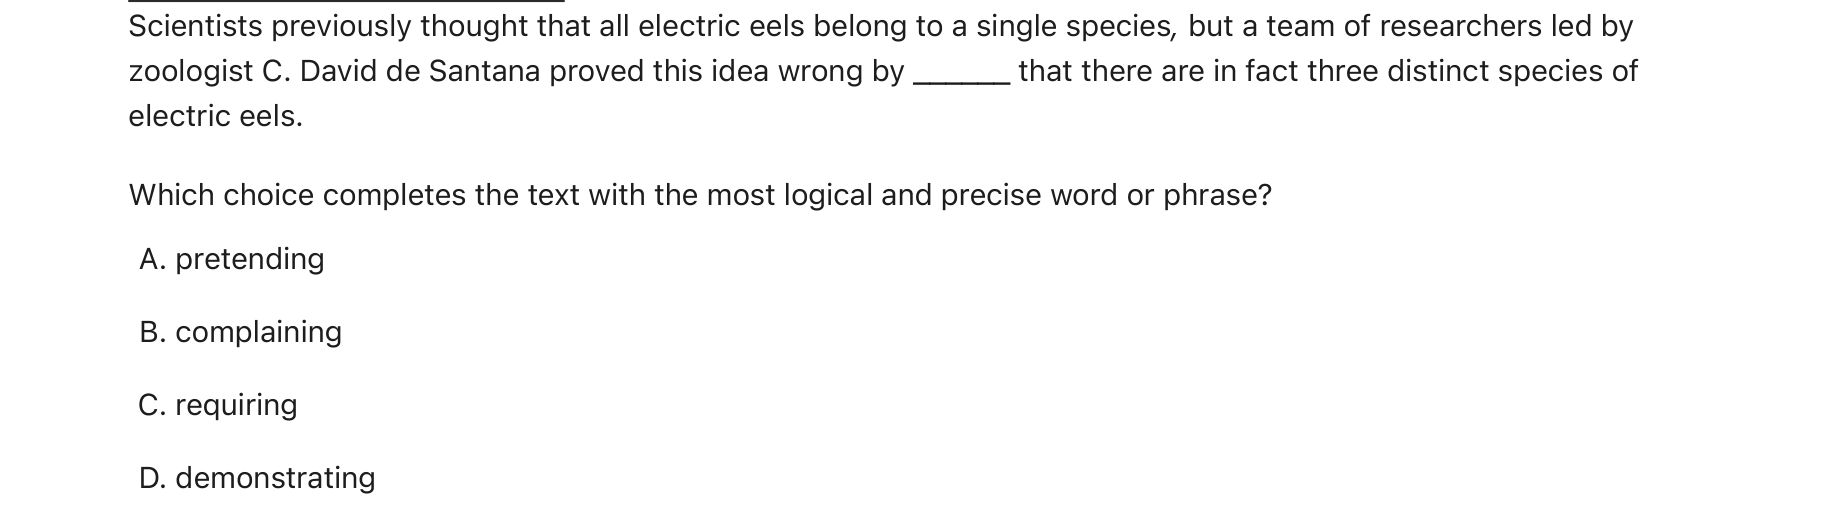 Scientists previously thought that all electric eels belong to a single species, but a team of researchers led by
zoologist C. David de Santana proved this idea wrong by ______ that there are in fact three distinct species of
electric eels.
Which choice completes the text with the most logical and precise word or phrase?
A. pretending
B. complaining
C. requiring
D. demonstrating